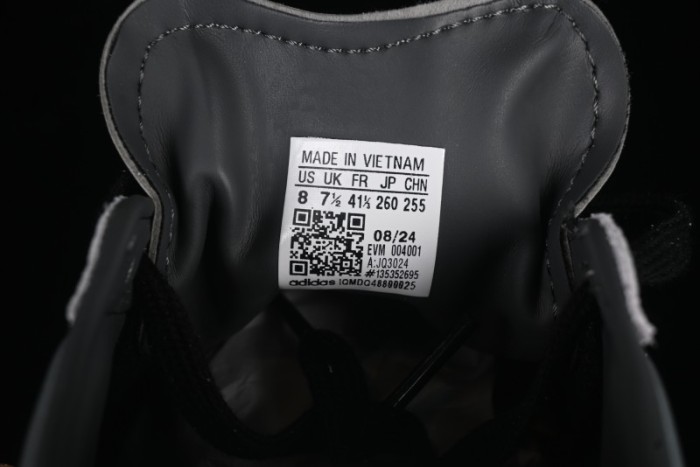 MADE IN VIETNAM
US UK FR JP CHN
8 7½ 41⅓ 260 255
08/24
EVM 004001
A:JQ3024
#135352695
adidas